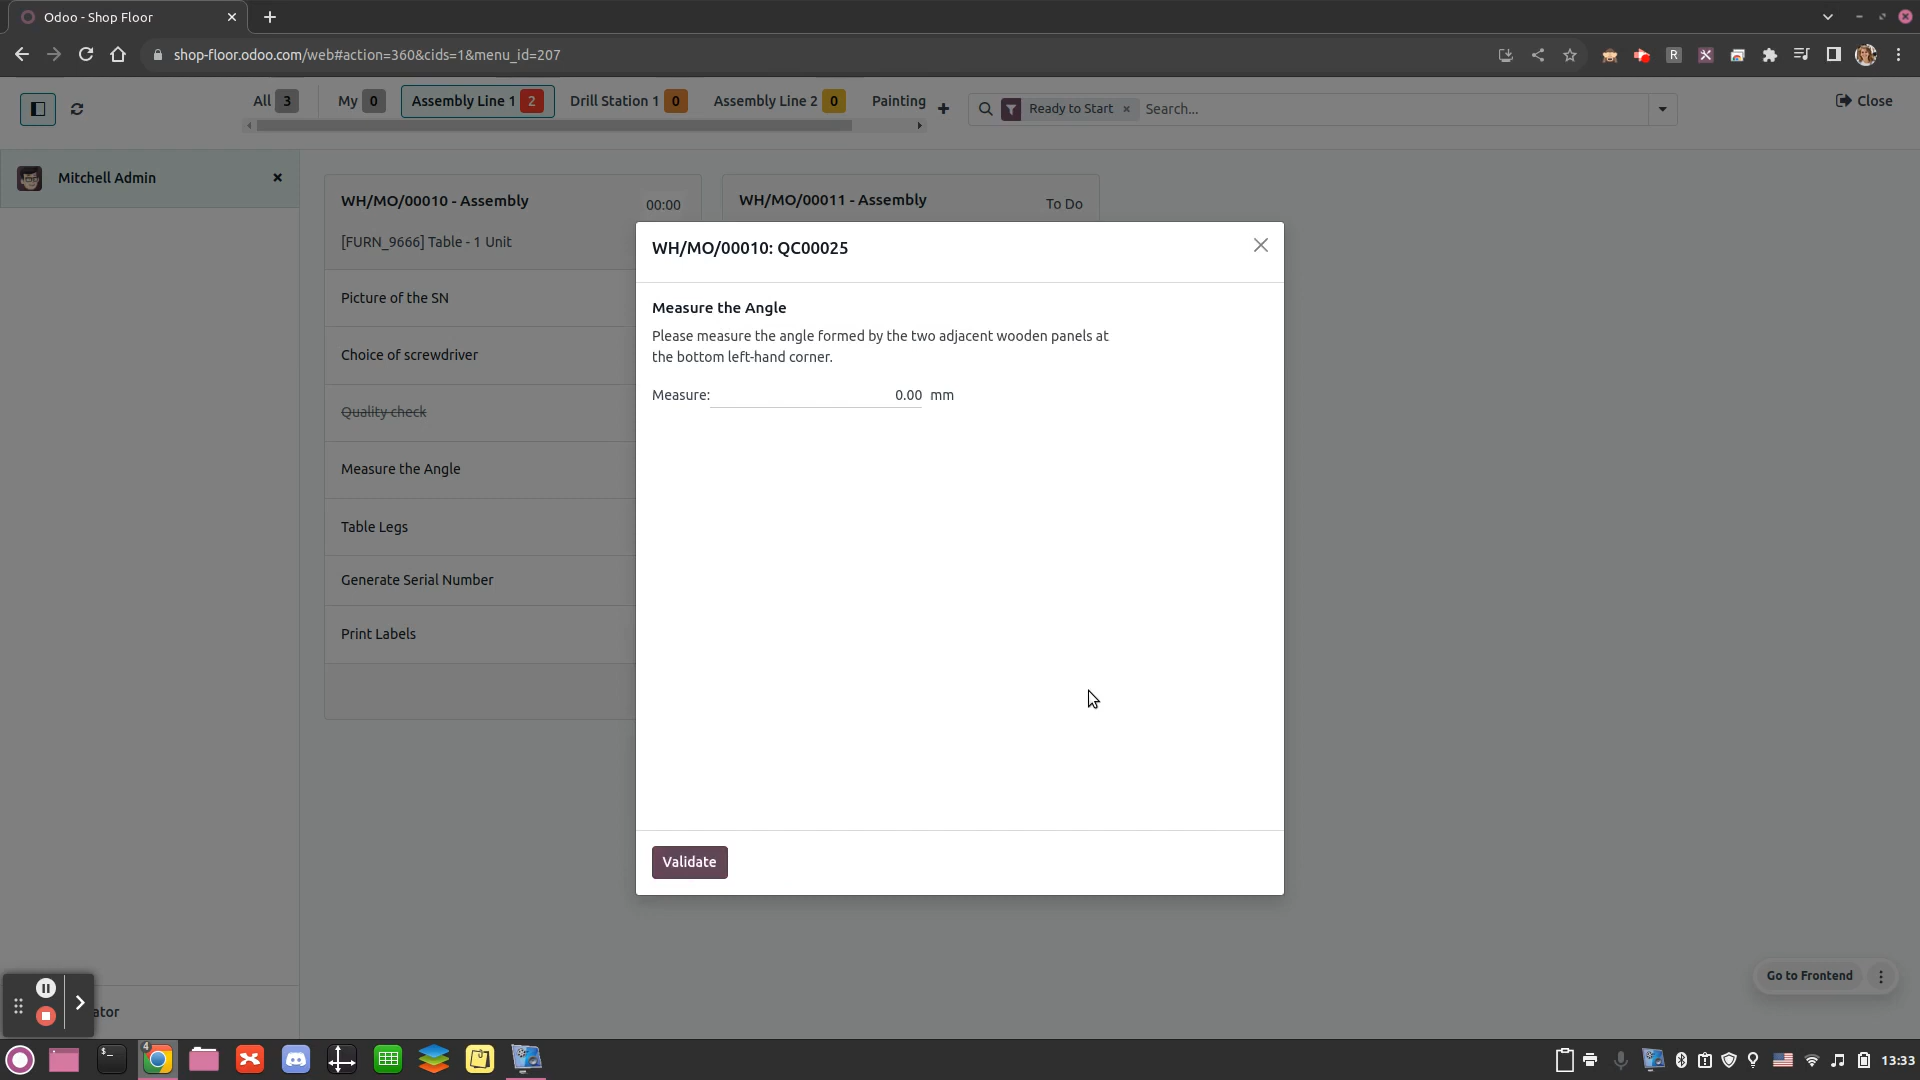 Odoo - Shop Floor
shop-floor.odoo.com/web#action=360&cids=1&menu_id=207
R
All 3
My 0
Assembly Line 1 2
Drill Station 1 0
Assembly Line 2 0
Painting
Ready to Start
Search...
Close
Mitchell Admin
WH/MO/00010 - Assembly
00:00
[FURN_9666] Table - 1 Unit
Picture of the SN
Choice of screwdriver
Quality check
Measure the Angle
Table Legs
Generate Serial Number
Print Labels
WH/MO/00011 - Assembly
To Do
WH/MO/00010: QC00025
Measure the Angle
Please measure the angle formed by the two adjacent wooden panels at
the bottom left-hand corner.
Measure: 0.00 mm
Validate
Go to Frontend
ator
4
13:33